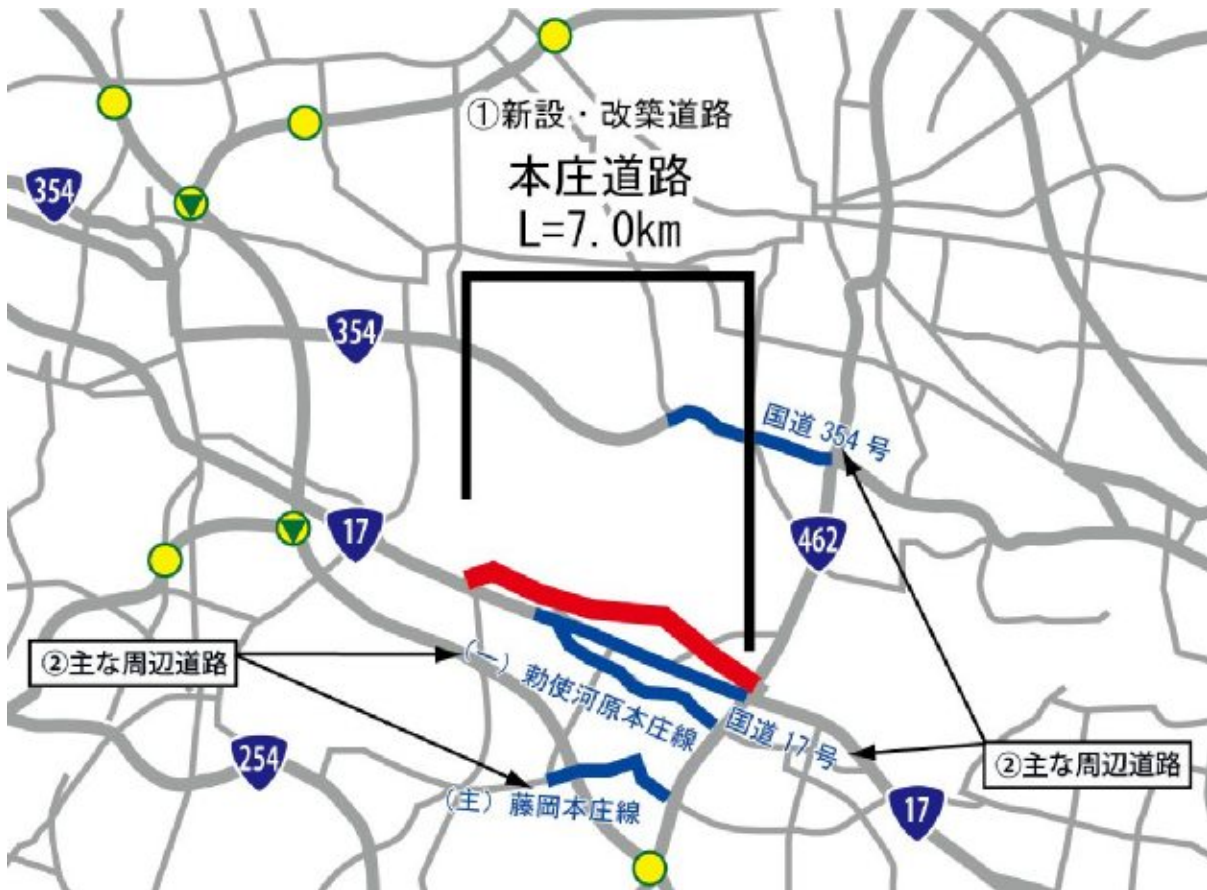 ①新設・改築道路
本庄道路
L=7.0km
354
354
国道 354 号
17
462
②主な周辺道路
(一) 勅使河原本庄線
国道 17 号
254
(主) 藤岡本庄線
②主な周辺道路
17